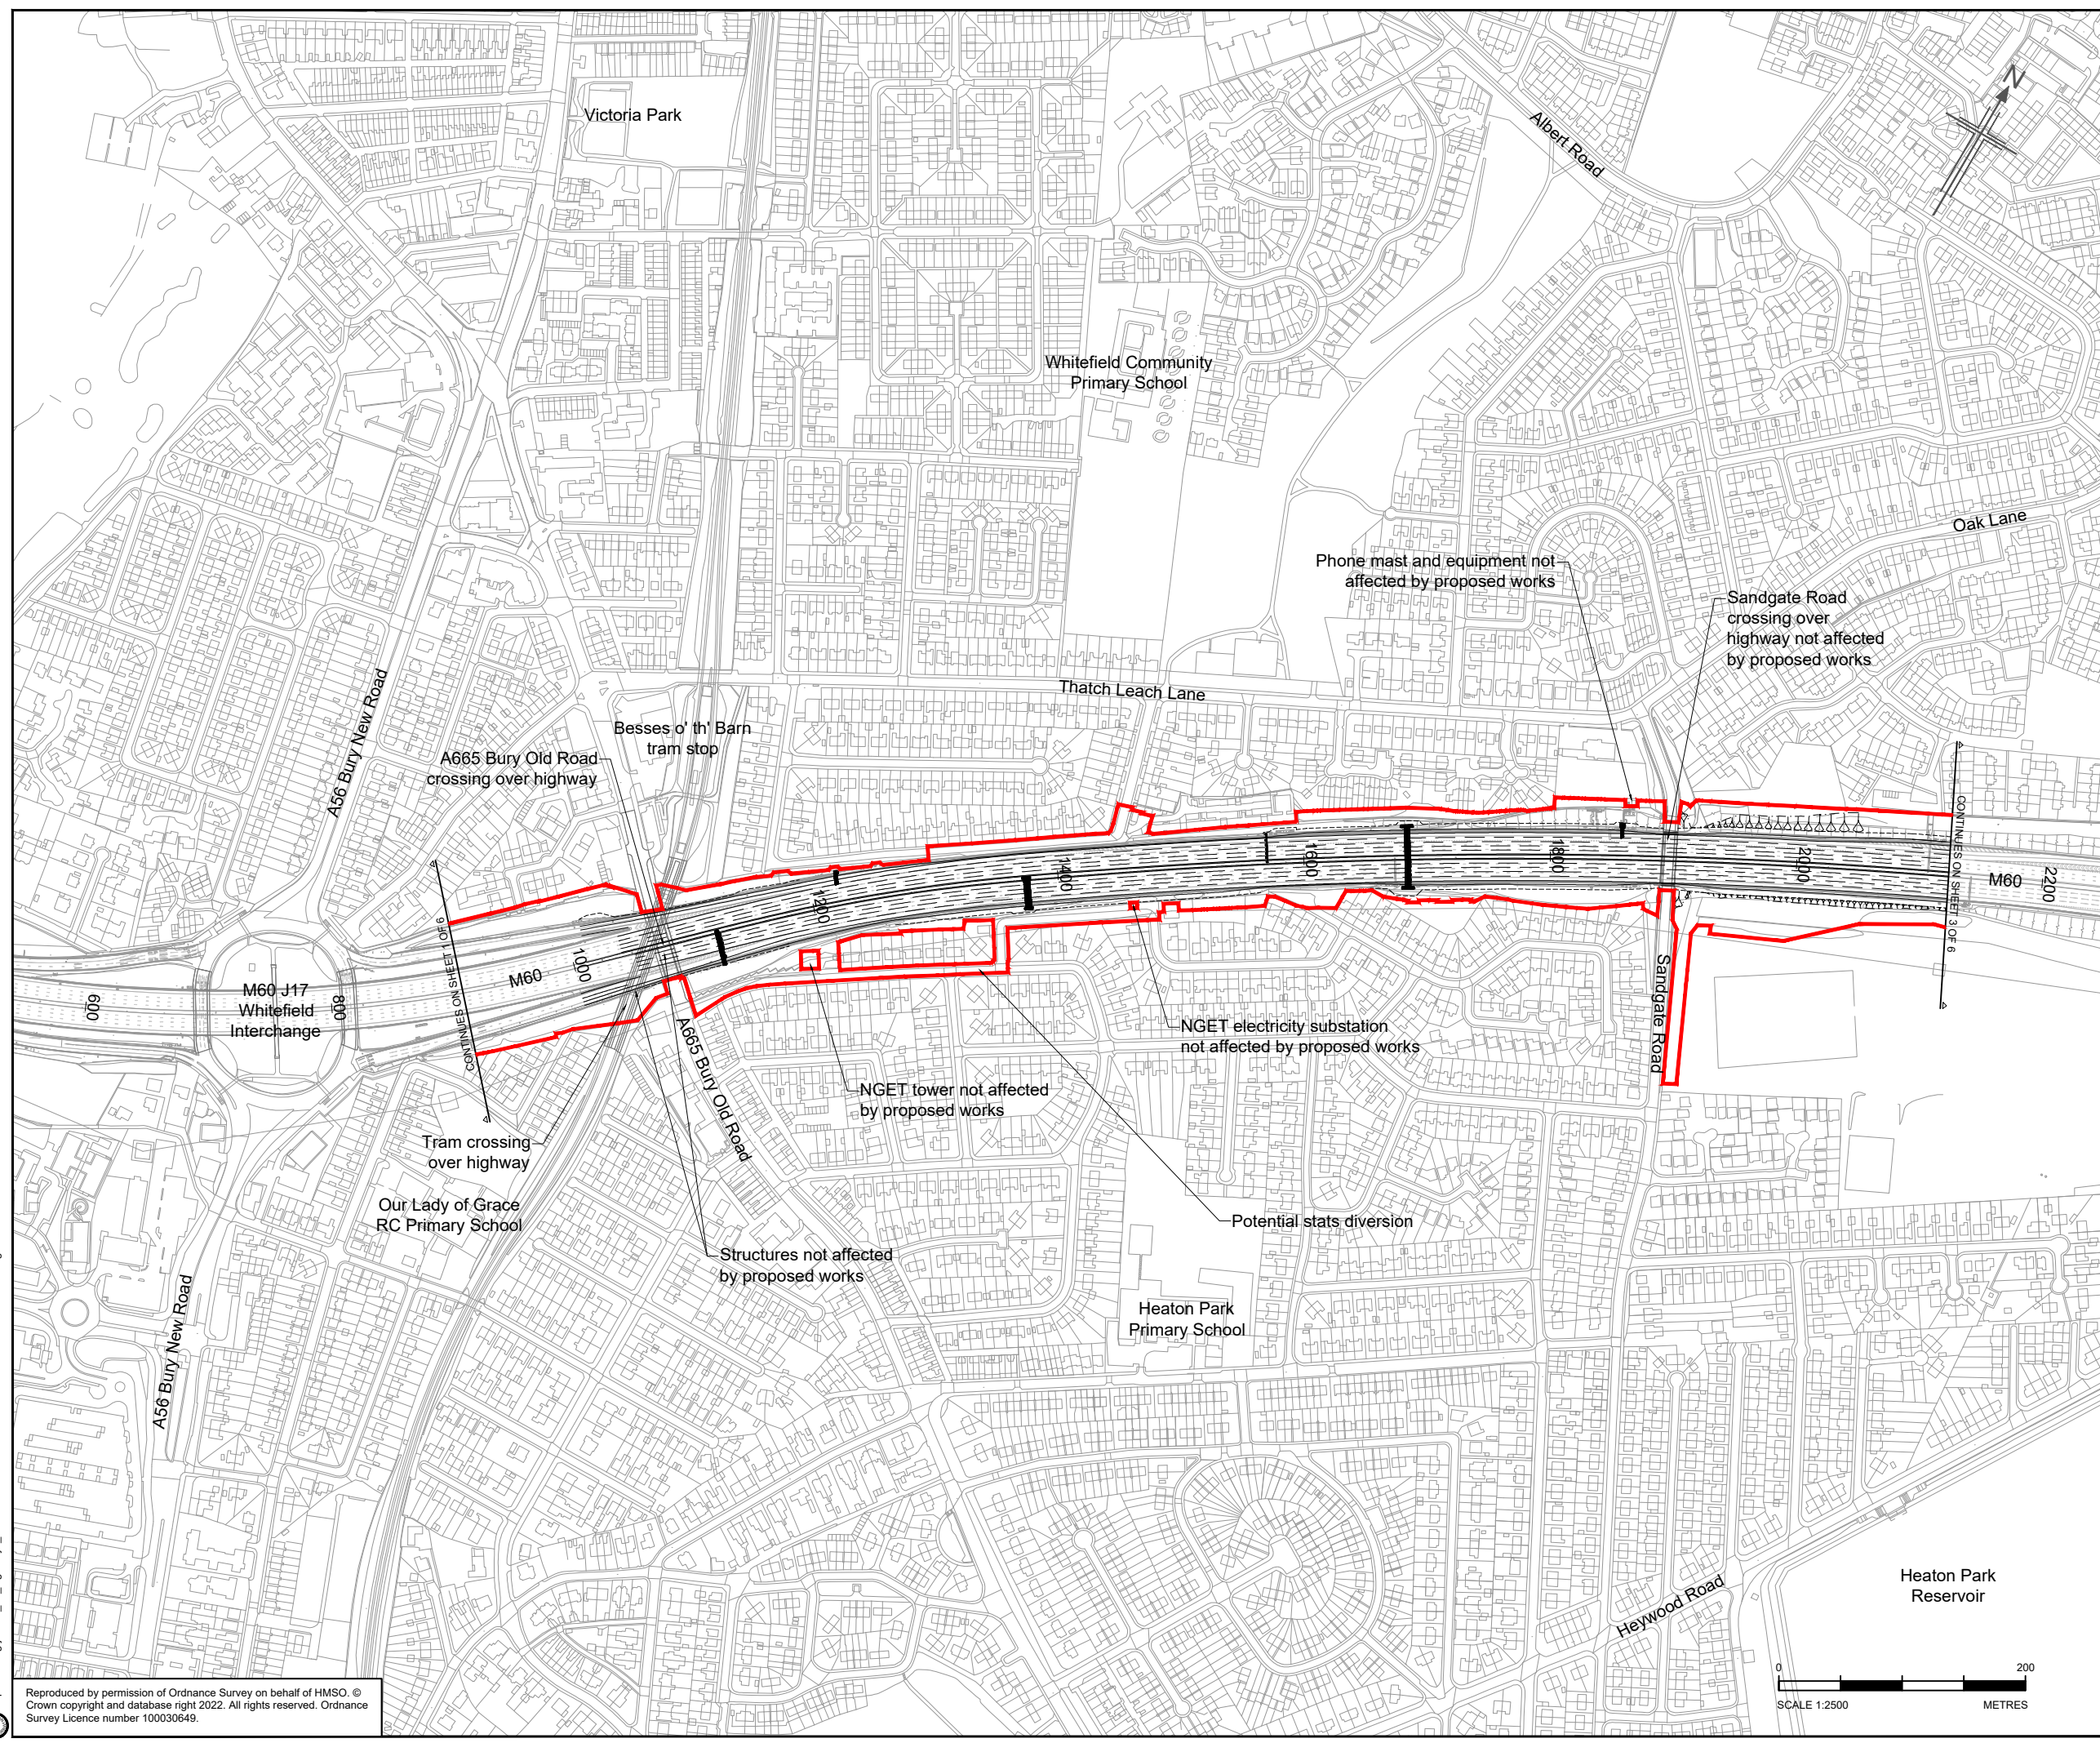 Victoria Park
Albert Road
N
Whitefield Community
Primary School
Oak Lane
Phone mast and equipment not
affected by proposed works
Sandgate Road
crossing over
highway not affected
by proposed works
Thatch Leach Lane
A56 Bury New Road
Besses o' th' Barn
tram stop
A665 Bury Old Road
crossing over highway
CONTINUES ON SHEET 1 OF 6
CONTINUES ON SHEET 3 OF 6
600
M60 J17
Whitefield
Interchange
800
M60
1000
1200
1400
1600
1800
2000
M60
2200
Sandgate Road
A665 Bury Old Road
NGET electricity substation
not affected by proposed works
NGET tower not affected
by proposed works
Tram crossing
over highway
Our Lady of Grace
RC Primary School
Potential stats diversion
Structures not affected
by proposed works
Heaton Park
Primary School
A56 Bury New Road
Heywood Road
Heaton Park
Reservoir
0
200
SCALE 1:2500
METRES
Reproduced by permission of Ordnance Survey on behalf of HMSO. ©
Crown copyright and database right 2022. All rights reserved. Ordnance
Survey Licence number 100030649.